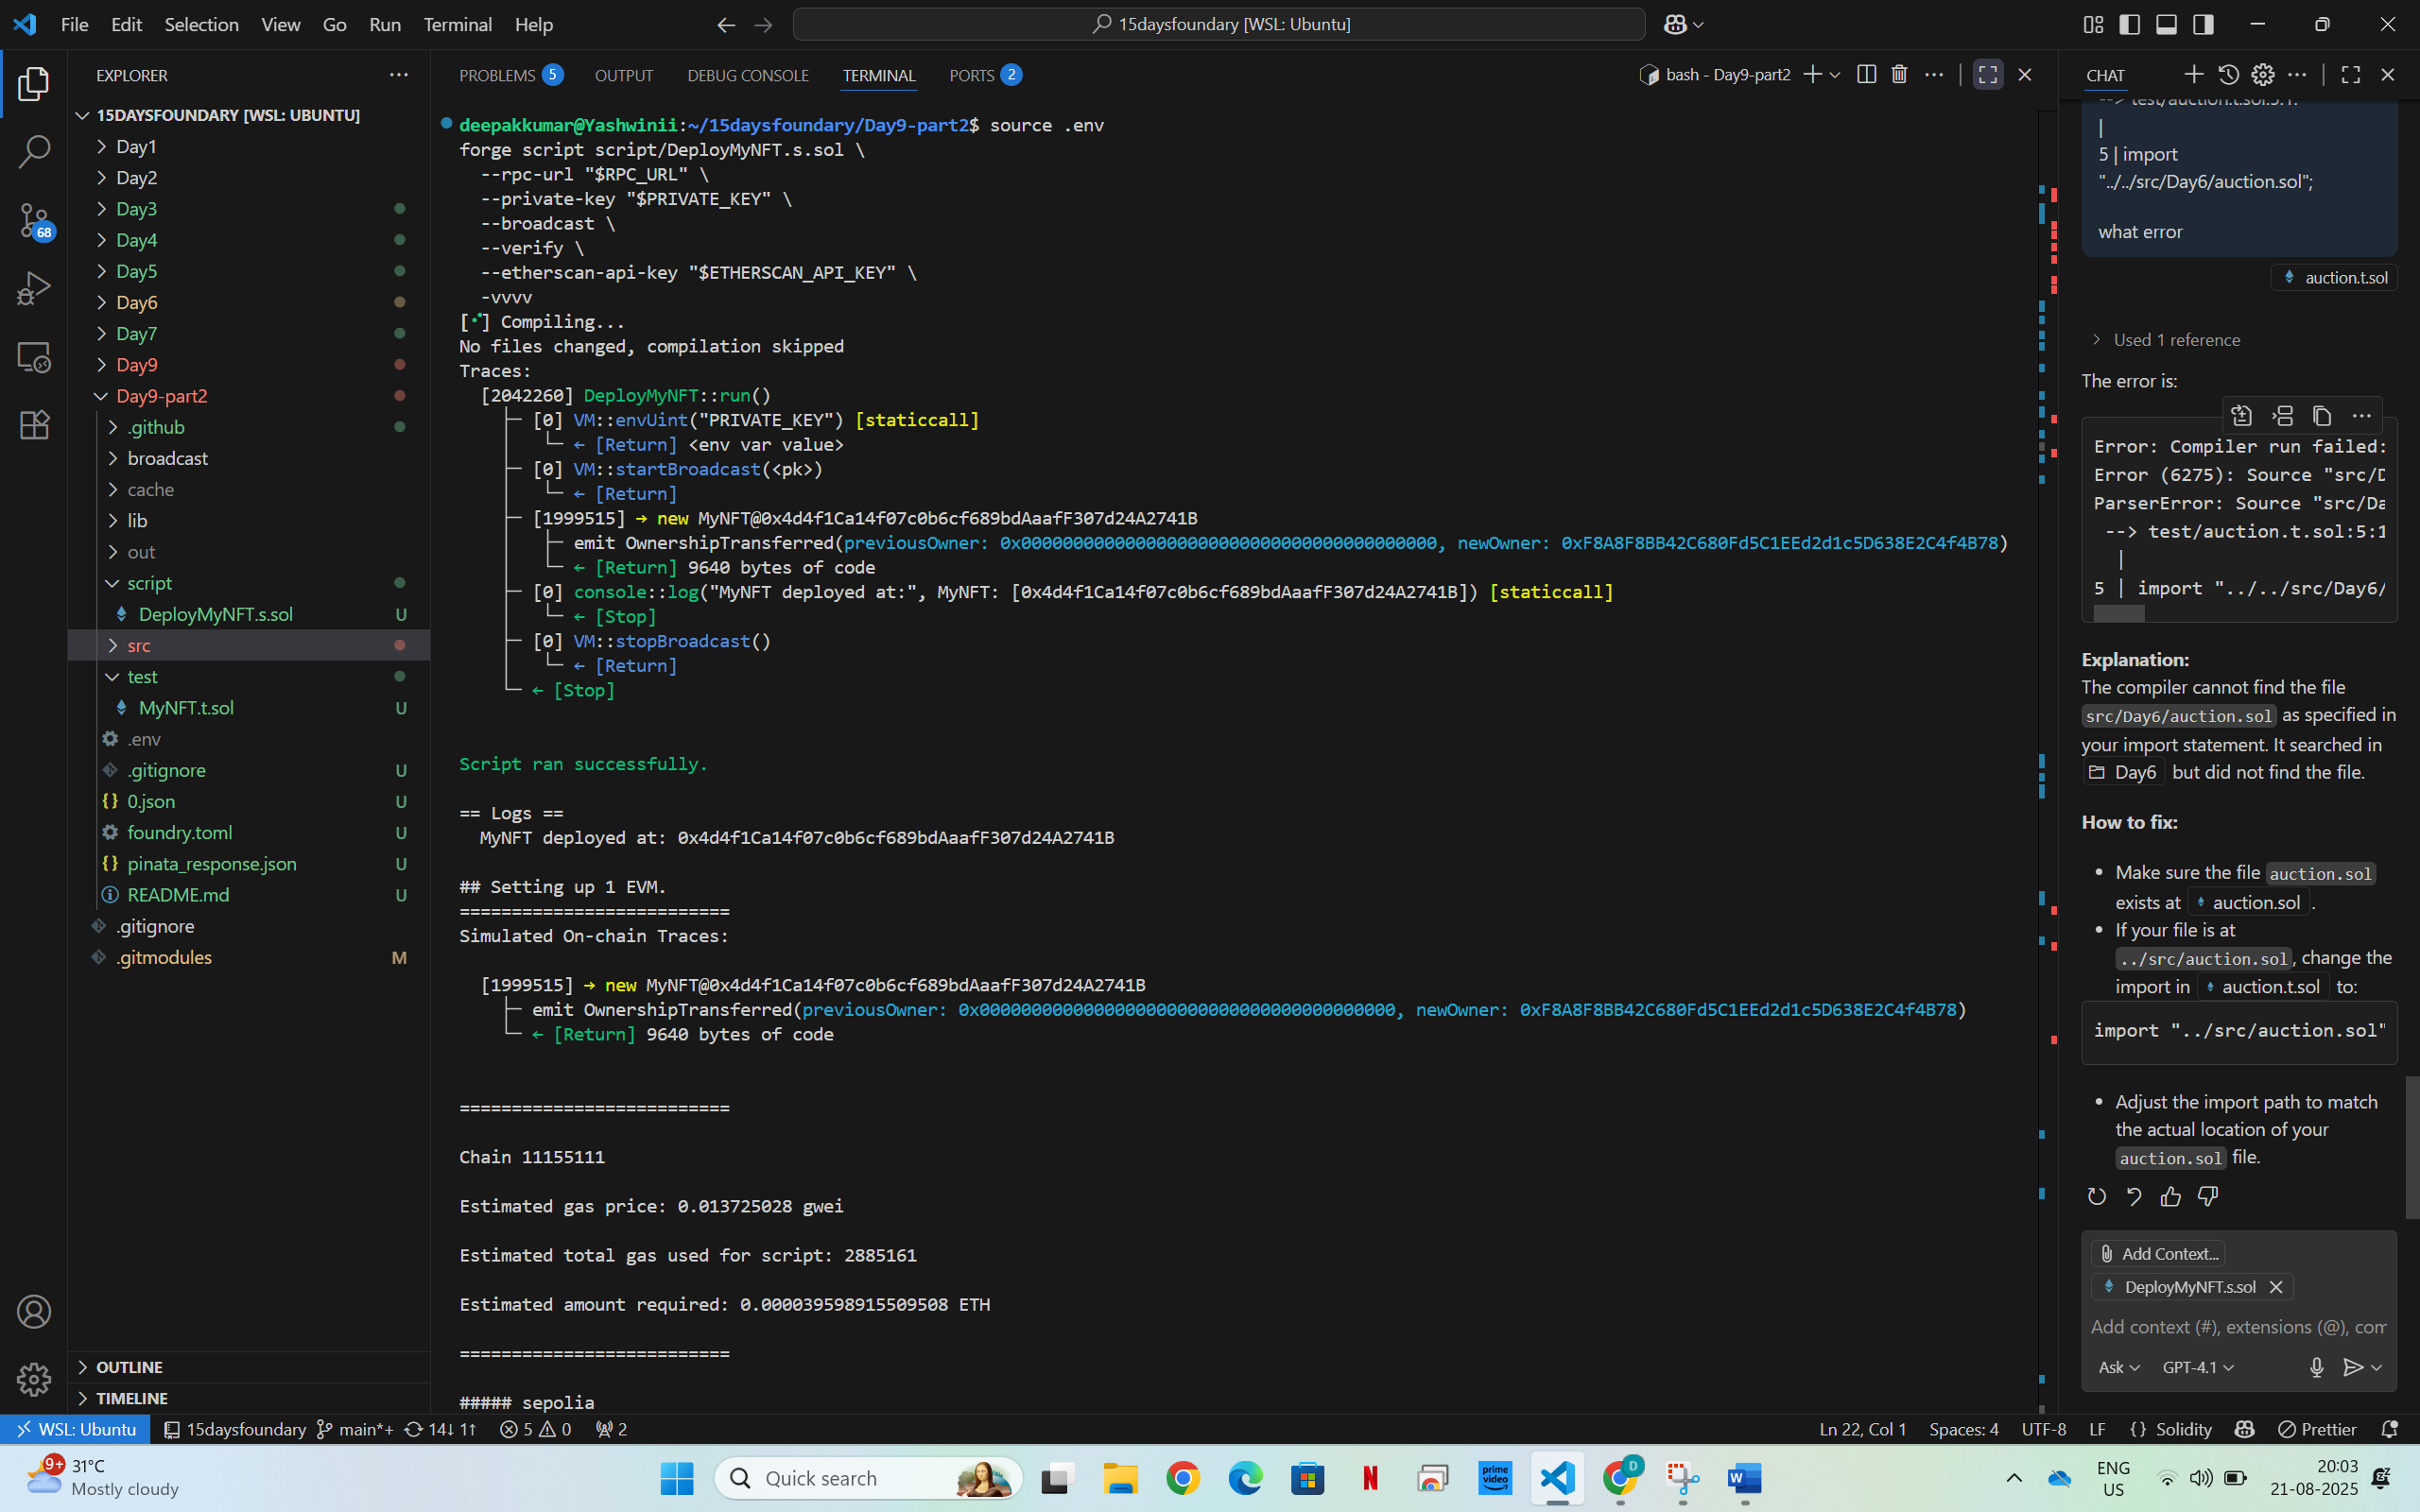 File Edit Selection View Go Run Terminal Help
15daysfoundary [WSL: Ubuntu]
EXPLORER
15DAYSFOUNDARY [WSL: UBUNTU]
Day1
Day2
Day3
Day4
Day5
Day6
Day7
Day9
Day9-part2
.github
broadcast
cache
lib
out
script
DeployMyNFT.s.sol U
src
test
MyNFT.t.sol U
.env
.gitignore U
0.json U
foundry.toml U
pinata_response.json U
README.md U
.gitignore
.gitmodules M
OUTLINE
TIMELINE
68
PROBLEMS 5 OUTPUT DEBUG CONSOLE TERMINAL PORTS 2
bash - Day9-part2
deepakkumar@Yashwinii:~/15daysfoundary/Day9-part2$ source .env
forge script script/DeployMyNFT.s.sol \
--rpc-url "$RPC_URL" \
--private-key "$PRIVATE_KEY" \
--broadcast \
--verify \
--etherscan-api-key "$ETHERSCAN_API_KEY" \
-vvvv
[⠊] Compiling...
No files changed, compilation skipped
Traces:
[2042260] DeployMyNFT::run()
├─ [0] VM::envUint("PRIVATE_KEY") [staticcall]
│ └─ ← [Return] <env var value>
├─ [0] VM::startBroadcast(<pk>)
│ └─ ← [Return]
├─ [1999515] → new MyNFT@0x4d4f1Ca14f07c0b6cf689bdAaafF307d24A2741B
│ ├─ emit OwnershipTransferred(previousOwner: 0x0000000000000000000000000000000000000000, newOwner: 0xF8A8F8BB42C680Fd5C1EEd2d1c5D638E2C4f4B78)
│ └─ ← [Return] 9640 bytes of code
├─ [0] console::log("MyNFT deployed at:", MyNFT: [0x4d4f1Ca14f07c0b6cf689bdAaafF307d24A2741B]) [staticcall]
│ └─ ← [Stop]
├─ [0] VM::stopBroadcast()
│ └─ ← [Return]
└─ ← [Stop]
Script ran successfully.
== Logs ==
MyNFT deployed at: 0x4d4f1Ca14f07c0b6cf689bdAaafF307d24A2741B
## Setting up 1 EVM.
==========================
Simulated On-chain Traces:
[1999515] → new MyNFT@0x4d4f1Ca14f07c0b6cf689bdAaafF307d24A2741B
├─ emit OwnershipTransferred(previousOwner: 0x0000000000000000000000000000000000000000, newOwner: 0xF8A8F8BB42C680Fd5C1EEd2d1c5D638E2C4f4B78)
└─ ← [Return] 9640 bytes of code
==========================
Chain 11155111
Estimated gas price: 0.013725028 gwei
Estimated total gas used for script: 2885161
Estimated amount required: 0.000039598915509508 ETH
==========================
##### sepolia
CHAT
--> test/auction.t.sol:5:1:
|
5 | import
"../../src/Day6/auction.sol";
what error
auction.t.sol
Used 1 reference
The error is:
Error: Compiler run failed:
Error (6275): Source "src/D
ParserError: Source "src/Da
--> test/auction.t.sol:5:1
|
5 | import "../../src/Day6/
Explanation:
The compiler cannot find the file
src/Day6/auction.sol as specified in
your import statement. It searched in
Day6 but did not find the file.
How to fix:
• Make sure the file auction.sol
exists at auction.sol .
• If your file is at
../src/auction.sol, change the
import in auction.t.sol to:
import "../src/auction.sol"
• Adjust the import path to match
the actual location of your
auction.sol file.
Add Context...
DeployMyNFT.s.sol
Add context (#), extensions (@), com
Ask GPT-4.1
WSL: Ubuntu 15daysfoundary main*+ 14↓ 1↑ 5 0 2
Ln 22, Col 1 Spaces: 4 UTF-8 LF {} Solidity Prettier
9+
31°C
Mostly cloudy
Quick search
prime video
D
ENG
US
20:03
21-08-2025